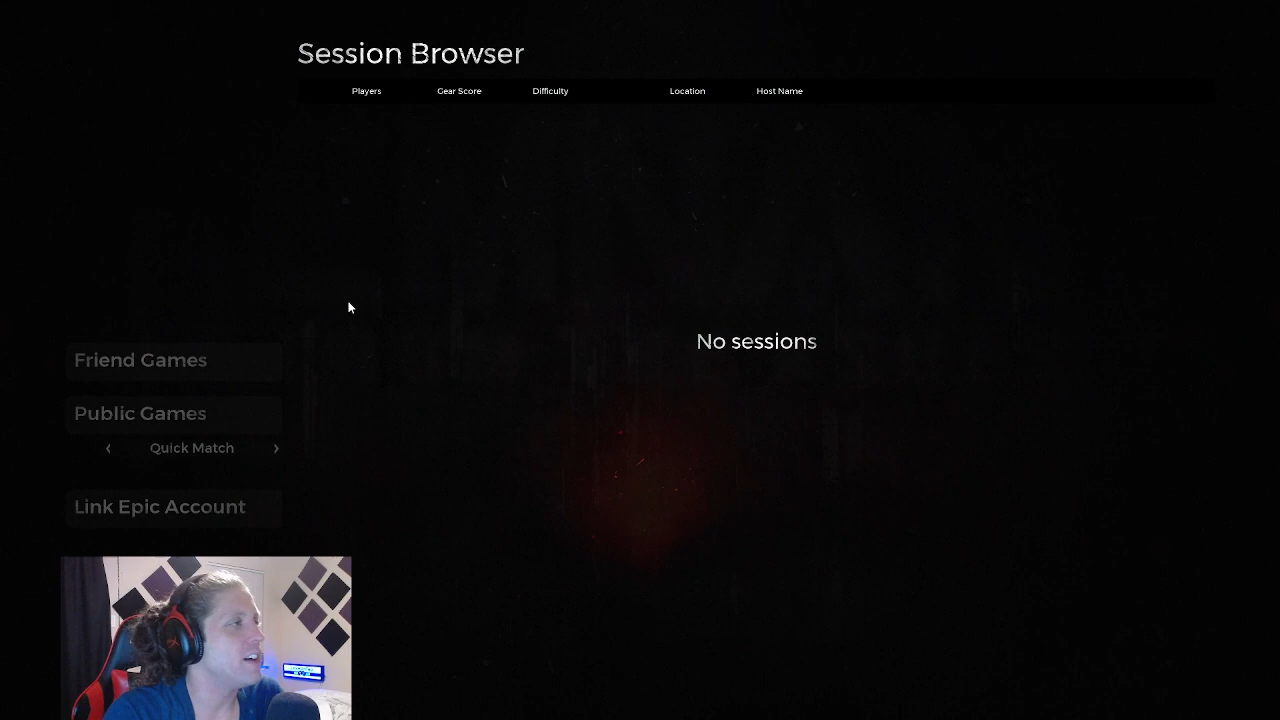 Session Browser
Players Gear Score Difficulty Location Host Name
No sessions
Friend Games
Public Games
‹ Quick Match ›
Link Epic Account